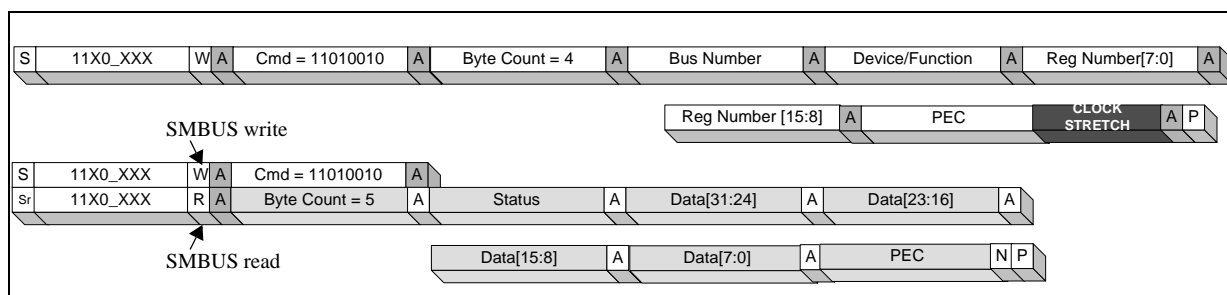 S 11X0_XXX W A Cmd = 11010010 A Byte Count = 4 A Bus Number A Device/Function A Reg Number[7:0] A
Reg Number [15:8] A PEC CLOCK STRETCH A P
SMBUS write
S 11X0_XXX W A Cmd = 11010010 A
Sr 11X0_XXX R A Byte Count = 5 A Status A Data[31:24] A Data[23:16] A
SMBUS read
Data[15:8] A Data[7:0] A PEC N P